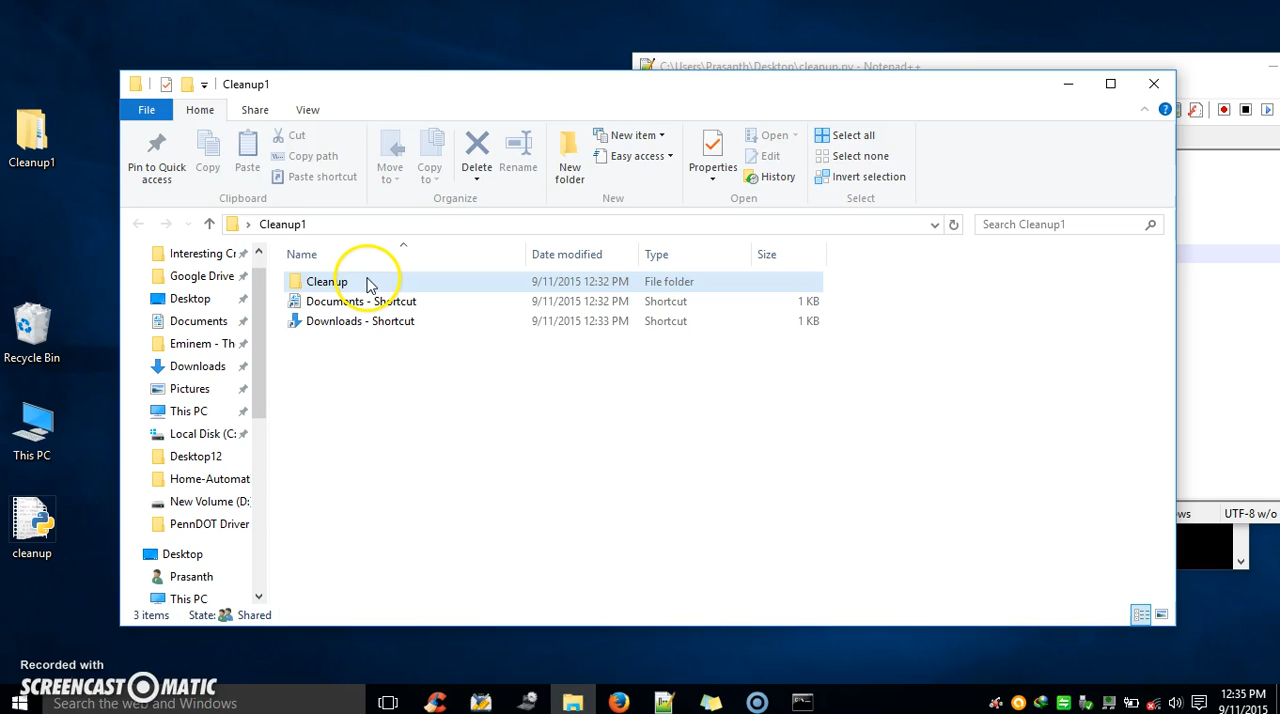 C:\Users\Prasanth\Desktop\cleanup.py - Notepad++
Cleanup1
File Home Share View
Pin to Quick access
Copy
Paste
Cut
Copy path
Paste shortcut
Clipboard
Move to
Copy to
Delete
Rename
Organize
New folder
New item
Easy access
New
Properties
Open
Edit
History
Open
Select all
Select none
Invert selection
Select
Cleanup1
Search Cleanup1
Name Date modified Type Size
Cleanup 9/11/2015 12:32 PM File folder
Documents - Shortcut 9/11/2015 12:32 PM Shortcut 1 KB
Downloads - Shortcut 9/11/2015 12:33 PM Shortcut 1 KB
Interesting Cr
Google Drive
Desktop
Documents
Eminem - Th
Downloads
Pictures
This PC
Local Disk (C:
Desktop12
Home-Automat
New Volume (D:
PennDOT Driver
Desktop
Prasanth
This PC
3 items State: Shared
ws UTF-8 w/o
Cleanup1
Recycle Bin
This PC
cleanup
Recorded with
SCREENCAST-O-MATIC
Search the web and Windows
12:35 PM
9/11/2015